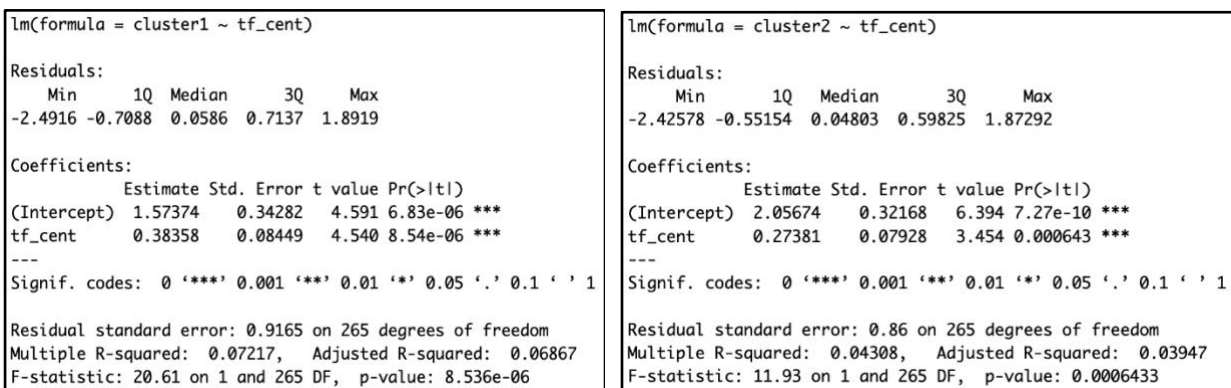 lm(formula = cluster1 ~ tf_cent)
Residuals:
Min 1Q Median 3Q Max
-2.4916 -0.7088 0.0586 0.7137 1.8919
Coefficients:
Estimate Std. Error t value Pr(>|t|)
(Intercept) 1.57374 0.34282 4.591 6.83e-06 ***
tf_cent 0.38358 0.08449 4.540 8.54e-06 ***
---
Signif. codes: 0 ‘***’ 0.001 ‘**’ 0.01 ‘*’ 0.05 ‘.’ 0.1 ‘ ’ 1
Residual standard error: 0.9165 on 265 degrees of freedom
Multiple R-squared: 0.07217, Adjusted R-squared: 0.06867
F-statistic: 20.61 on 1 and 265 DF, p-value: 8.536e-06
lm(formula = cluster2 ~ tf_cent)
Residuals:
Min 1Q Median 3Q Max
-2.42578 -0.55154 0.04803 0.59825 1.87292
Coefficients:
Estimate Std. Error t value Pr(>|t|)
(Intercept) 2.05674 0.32168 6.394 7.27e-10 ***
tf_cent 0.27381 0.07928 3.454 0.000643 ***
---
Signif. codes: 0 ‘***’ 0.001 ‘**’ 0.01 ‘*’ 0.05 ‘.’ 0.1 ‘ ’ 1
Residual standard error: 0.86 on 265 degrees of freedom
Multiple R-squared: 0.04308, Adjusted R-squared: 0.03947
F-statistic: 11.93 on 1 and 265 DF, p-value: 0.0006433